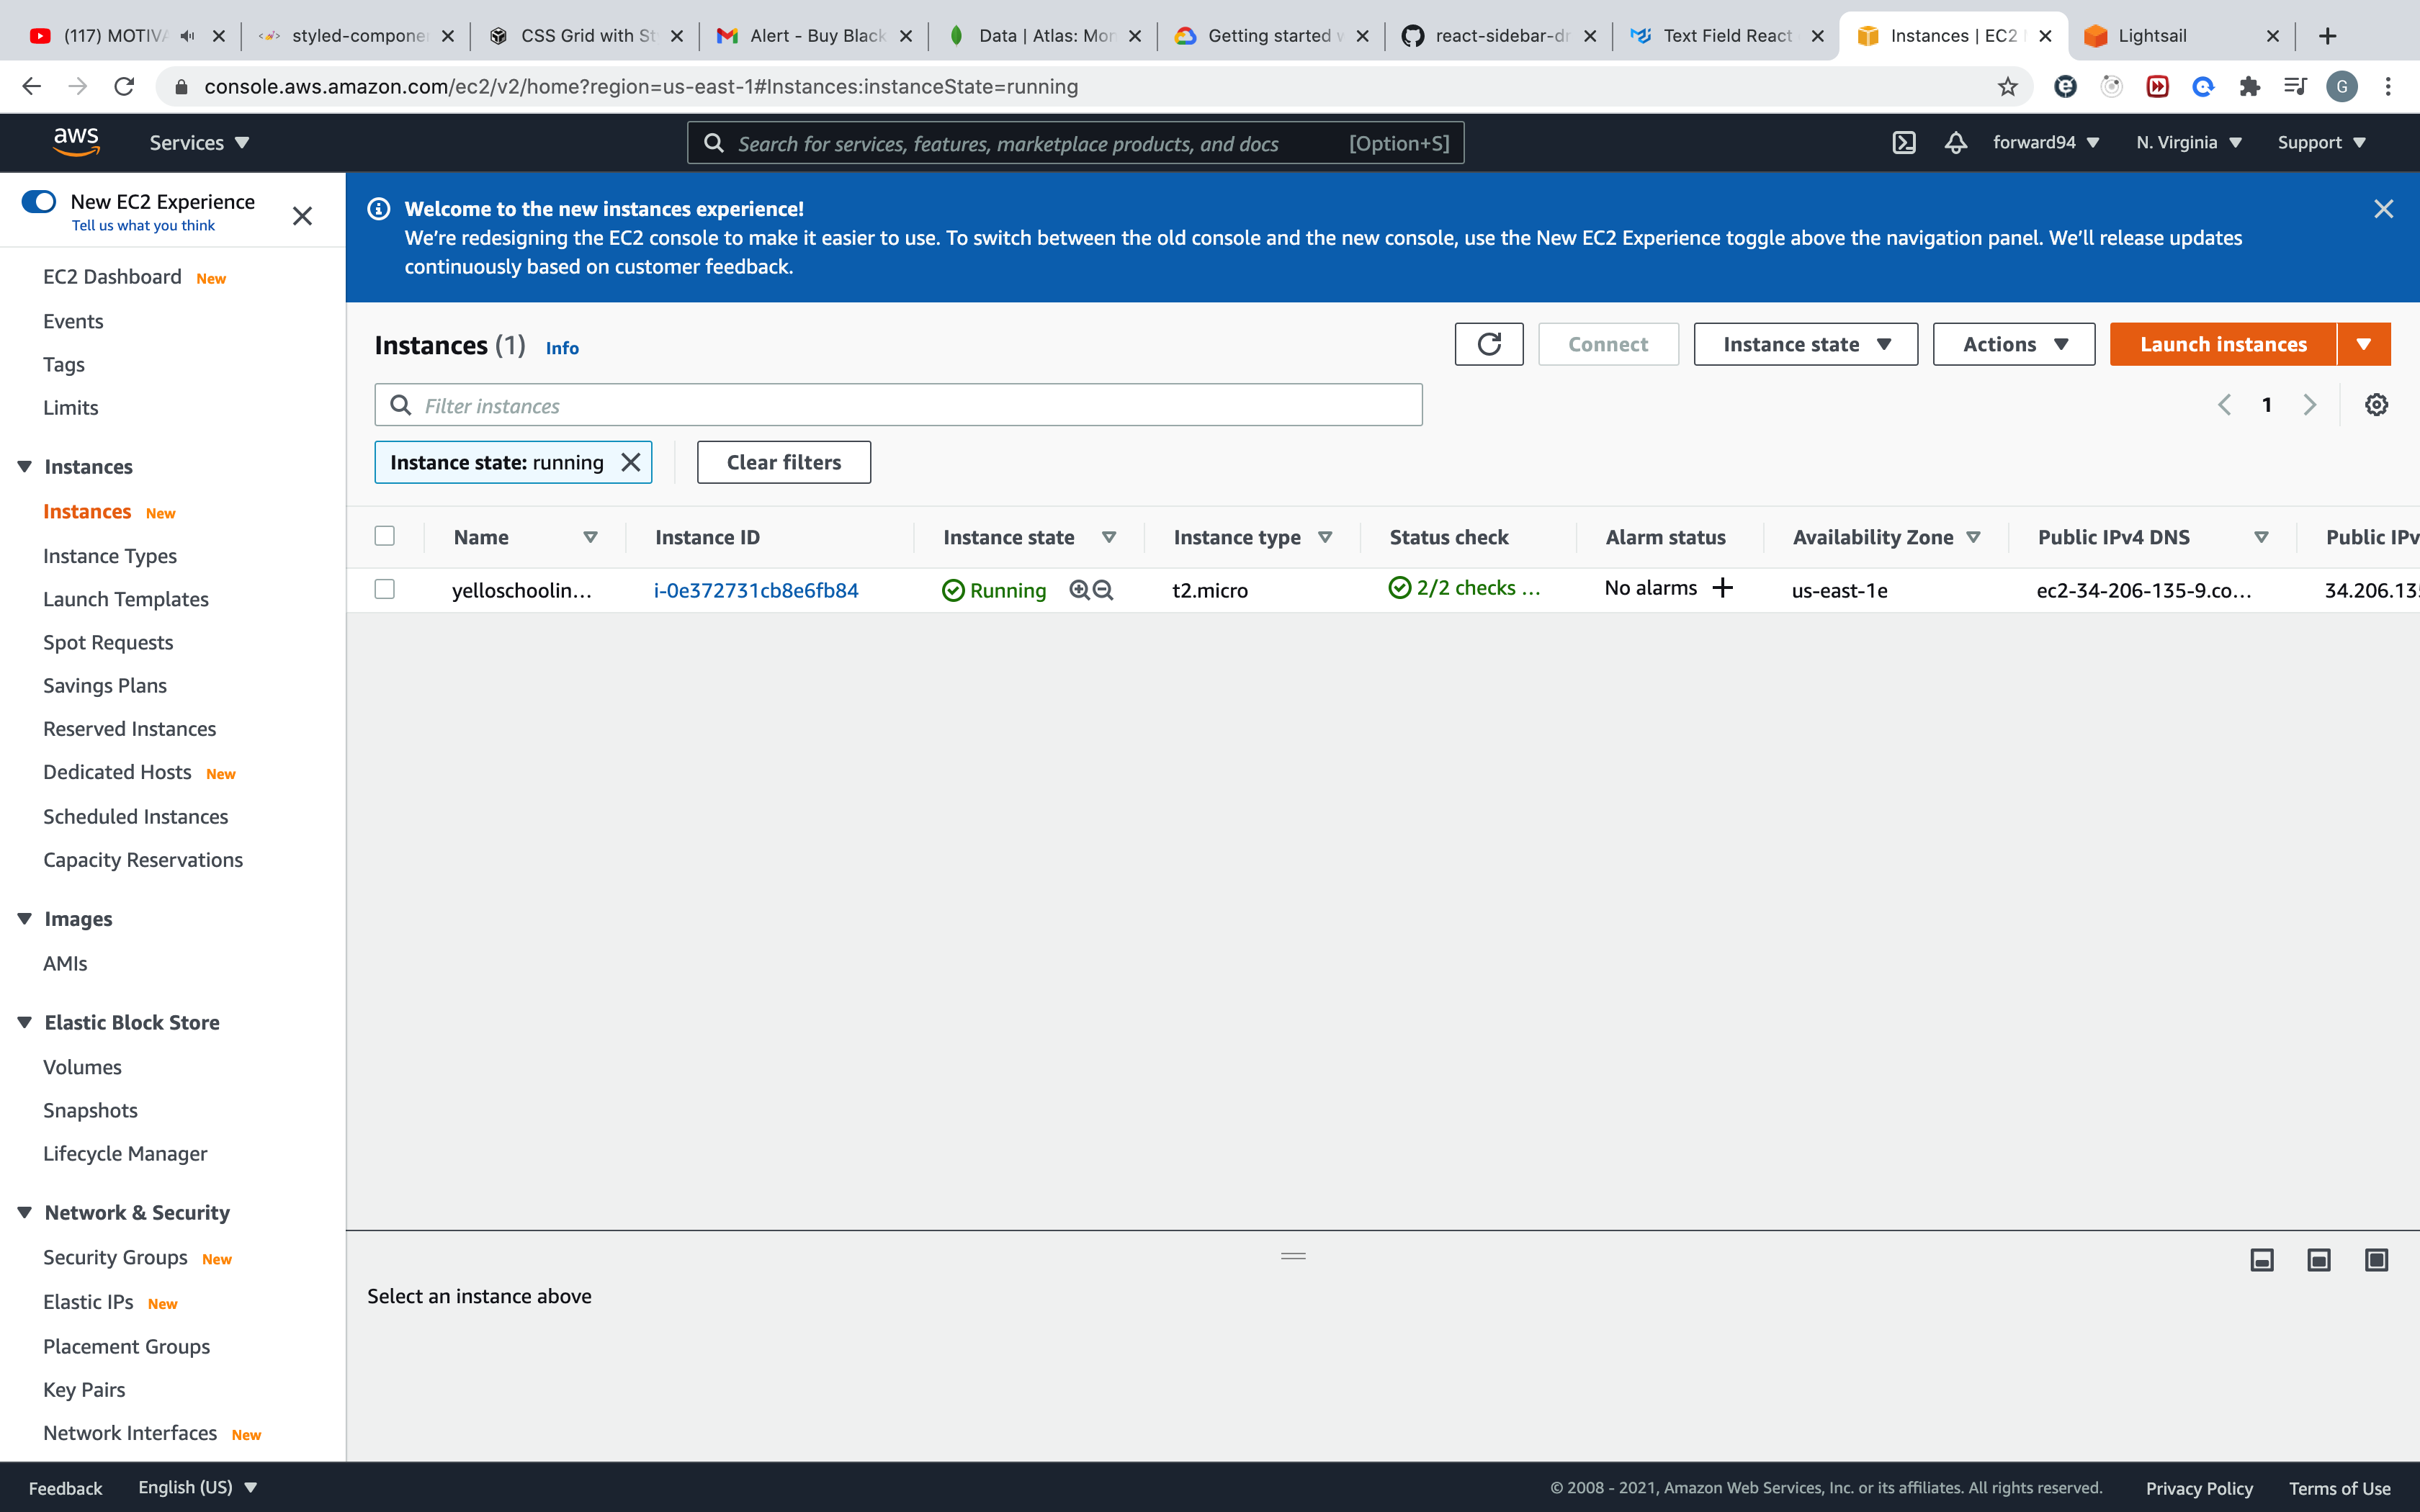 (117) MOTIVA
styled-componen
CSS Grid with St
Alert - Buy Black
Data | Atlas: Mon
Getting started w
react-sidebar-dr
Text Field React
Instances | EC2
Lightsail
console.aws.amazon.com/ec2/v2/home?region=us-east-1#Instances:instanceState=running
G
aws
Services
Search for services, features, marketplace products, and docs
[Option+S]
forward94
N. Virginia
Support
New EC2 Experience
Tell us what you think
EC2 Dashboard New
Events
Tags
Limits
Instances
Instances New
Instance Types
Launch Templates
Spot Requests
Savings Plans
Reserved Instances
Dedicated Hosts New
Scheduled Instances
Capacity Reservations
Images
AMIs
Elastic Block Store
Volumes
Snapshots
Lifecycle Manager
Network & Security
Security Groups New
Elastic IPs New
Placement Groups
Key Pairs
Network Interfaces New
Welcome to the new instances experience!
We're redesigning the EC2 console to make it easier to use. To switch between the old console and the new console, use the New EC2 Experience toggle above the navigation panel. We'll release updates
continuously based on customer feedback.
Instances (1) Info
Connect
Instance state
Actions
Launch instances
Filter instances
1
Instance state: running
Clear filters
Name Instance ID Instance state Instance type Status check Alarm status Availability Zone Public IPv4 DNS Public IPv
yelloschoolin... i-0e372731cb8e6fb84 Running t2.micro 2/2 checks ... No alarms us-east-1e ec2-34-206-135-9.co... 34.206.135
Select an instance above
Feedback
English (US)
© 2008 - 2021, Amazon Web Services, Inc. or its affiliates. All rights reserved.
Privacy Policy
Terms of Use